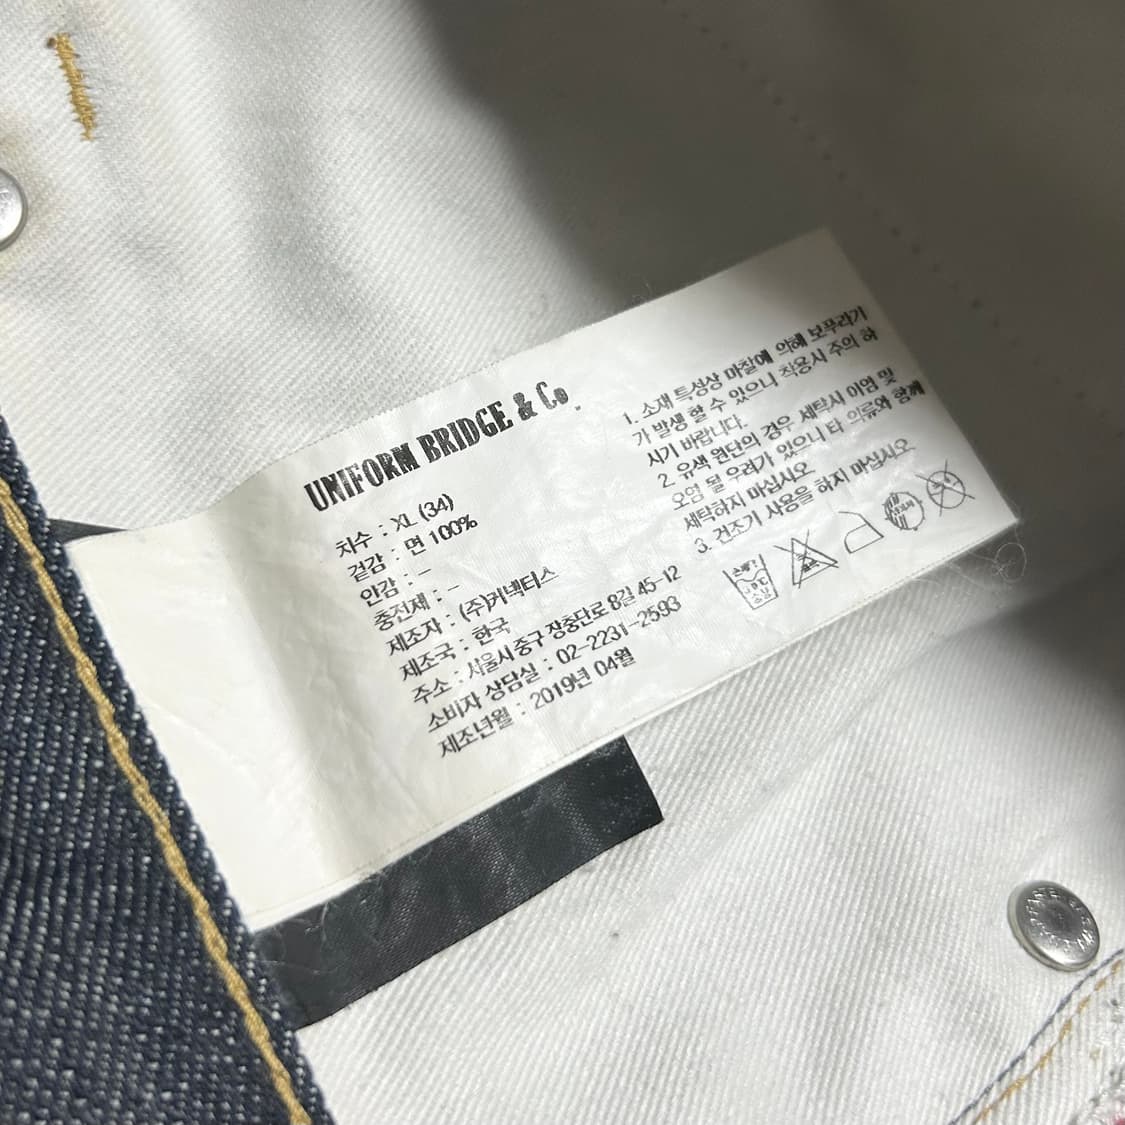 UNIFORM BRIDGE & Co.
치수 : XL (34)
겉감 : 면 100%
안감 : -
충전제 : -
제조자 : (주)커넥터스
제조국 : 한국
주소 : 서울시 중구 장충단로 8길 45-12
소비자 상담실 : 02-2231-2593
제조년월 : 2019년 04월
1. 소재 특성상 마찰에 의해 보푸라기
가 발생 할 수 있으니 착용시 주의 하
시기 바랍니다.
2. 유색 원단의 경우 세탁시 이염 및
오염 될 우려가 있으니 타 의류와 함께
세탁하지 마십시오
3. 건조기 사용을 하지 마십시오